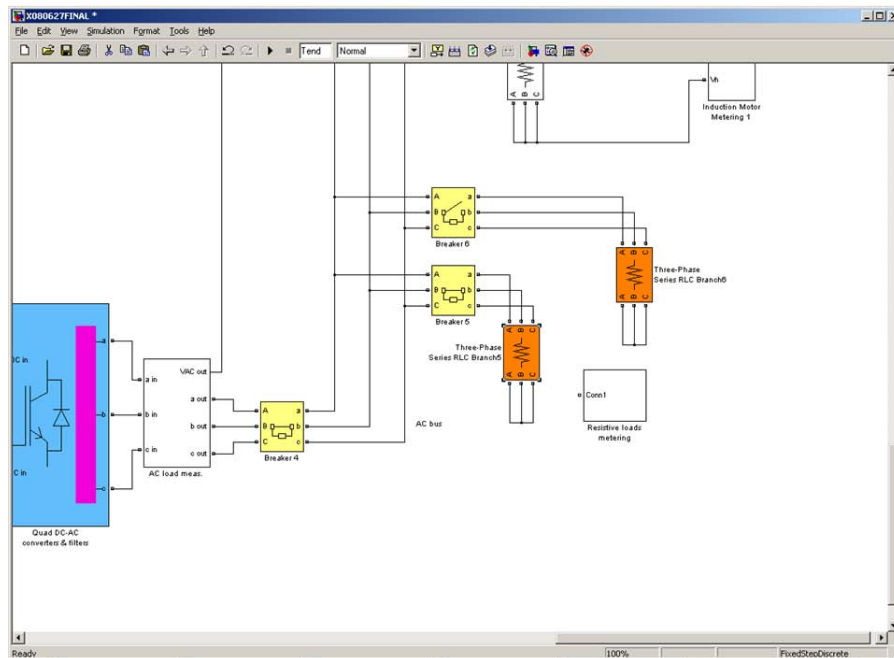 X080627FINAL *
File Edit View Simulation Format Tools Help
Tend Normal
A B C
Vh
Induction Motor
Metering 1
A a
B b
C c
Breaker 6
A B C
Three-Phase
Series RLC Branch6
A B C
A a
B b
C c
Breaker 5
A B C
Three-Phase
Series RLC Branch5
A B C
Conn1
Resistive loads
metering
AC bus
DC in
C in
a
b
c
Quad DC-AC
converters & filters
VAC out
a in
a out
b in
b out
c in
c out
AC load meas.
A a
B b
C c
Breaker 4
Ready 100% FixedStepDiscrete